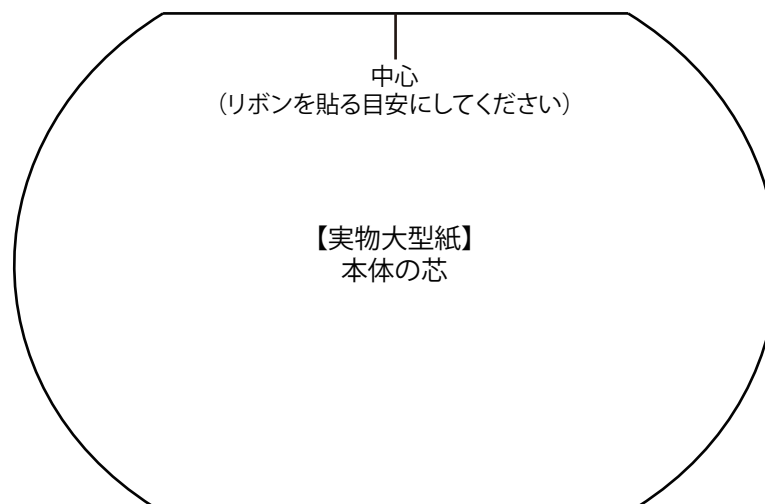 中心
（リボンを貼る目安にしてください）
【実物大型紙】
本体の芯